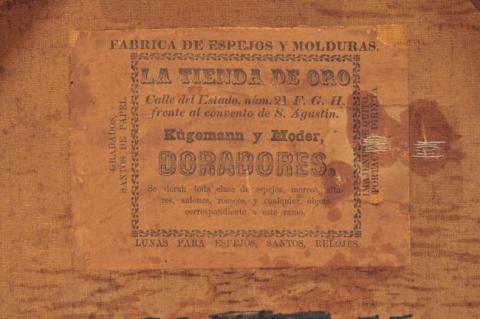 FABRICA DE ESPEJOS Y MOLDURAS.
LA TIENDA DE ORO
Calle del Estado, núm. 21 F. G. H.
frente al convento de S. Agustin.
Kúgemann y Moder,
DORADORES.
Se doran toda clase de espejos, marcos, alta-
res, salones, rosaços, y cualquier objeto
correspondiente a este ramo.
LUNAS PARA ESPEJOS, SANTOS, RELOJES
GRABADOS,
SANTOS DE PAPEL